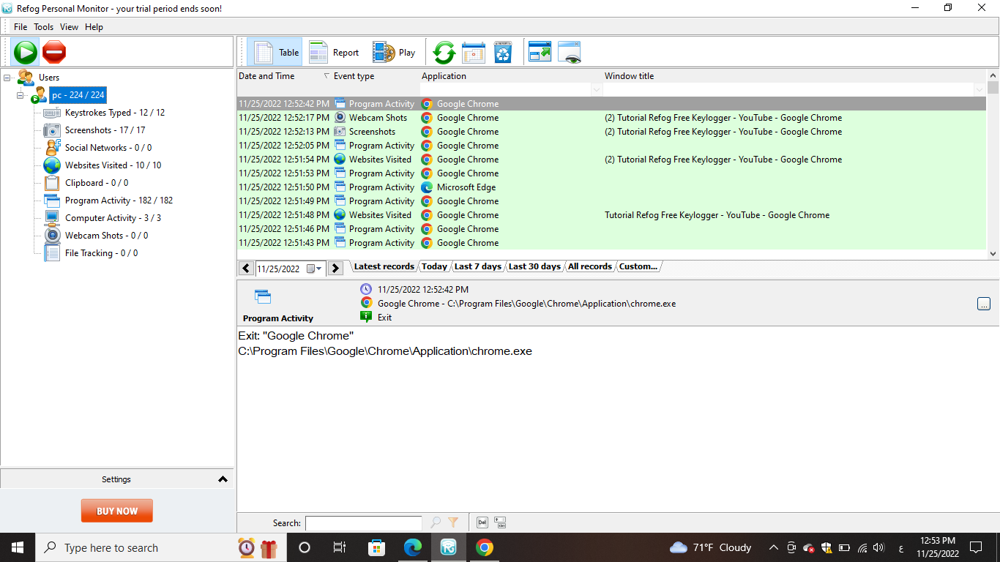 Refog Personal Monitor - your trial period ends soon!
File Tools View Help
Table Report Play
Users
pc - 224 / 224
Keystrokes Typed - 12 / 12
Screenshots - 17 / 17
Social Networks - 0 / 0
Websites Visited - 10 / 10
Clipboard - 0 / 0
Program Activity - 182 / 182
Computer Activity - 3 / 3
Webcam Shots - 0 / 0
File Tracking - 0 / 0
Settings
BUY NOW
Date and Time Event type Application Window title
11/25/2022 12:52:42 PM Program Activity Google Chrome
11/25/2022 12:52:17 PM Webcam Shots Google Chrome (2) Tutorial Refog Free Keylogger - YouTube - Google Chrome
11/25/2022 12:52:13 PM Screenshots Google Chrome (2) Tutorial Refog Free Keylogger - YouTube - Google Chrome
11/25/2022 12:52:05 PM Program Activity Google Chrome
11/25/2022 12:51:54 PM Websites Visited Google Chrome (2) Tutorial Refog Free Keylogger - YouTube - Google Chrome
11/25/2022 12:51:53 PM Program Activity Google Chrome
11/25/2022 12:51:50 PM Program Activity Microsoft Edge
11/25/2022 12:51:49 PM Program Activity Google Chrome
11/25/2022 12:51:48 PM Websites Visited Google Chrome Tutorial Refog Free Keylogger - YouTube - Google Chrome
11/25/2022 12:51:46 PM Program Activity Google Chrome
11/25/2022 12:51:43 PM Program Activity Google Chrome
11/25/2022 Latest records Today Last 7 days Last 30 days All records Custom...
11/25/2022 12:52:42 PM
Google Chrome - C:\Program Files\Google\Chrome\Application\chrome.exe
...
Exit
Program Activity
Exit: "Google Chrome"
C:\Program Files\Google\Chrome\Application\chrome.exe
Search:
Del
Type here to search
71°F Cloudy
ع
12:53 PM
11/25/2022